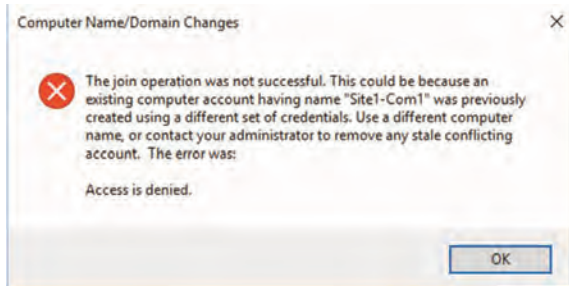 Computer Name/Domain Changes
The join operation was not successful. This could be because an
existing computer account having name "Site1-Com1" was previously
created using a different set of credentials. Use a different computer
name, or contact your administrator to remove any stale conflicting
account. The error was:
Access is denied.
OK